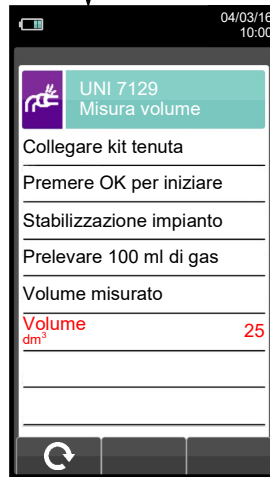 04/03/16
10:00
UNI 7129
Misura volume
Collegare kit tenuta
Premere OK per iniziare
Stabilizzazione impianto
Prelevare 100 ml di gas
Volume misurato
Volume 25
dm³